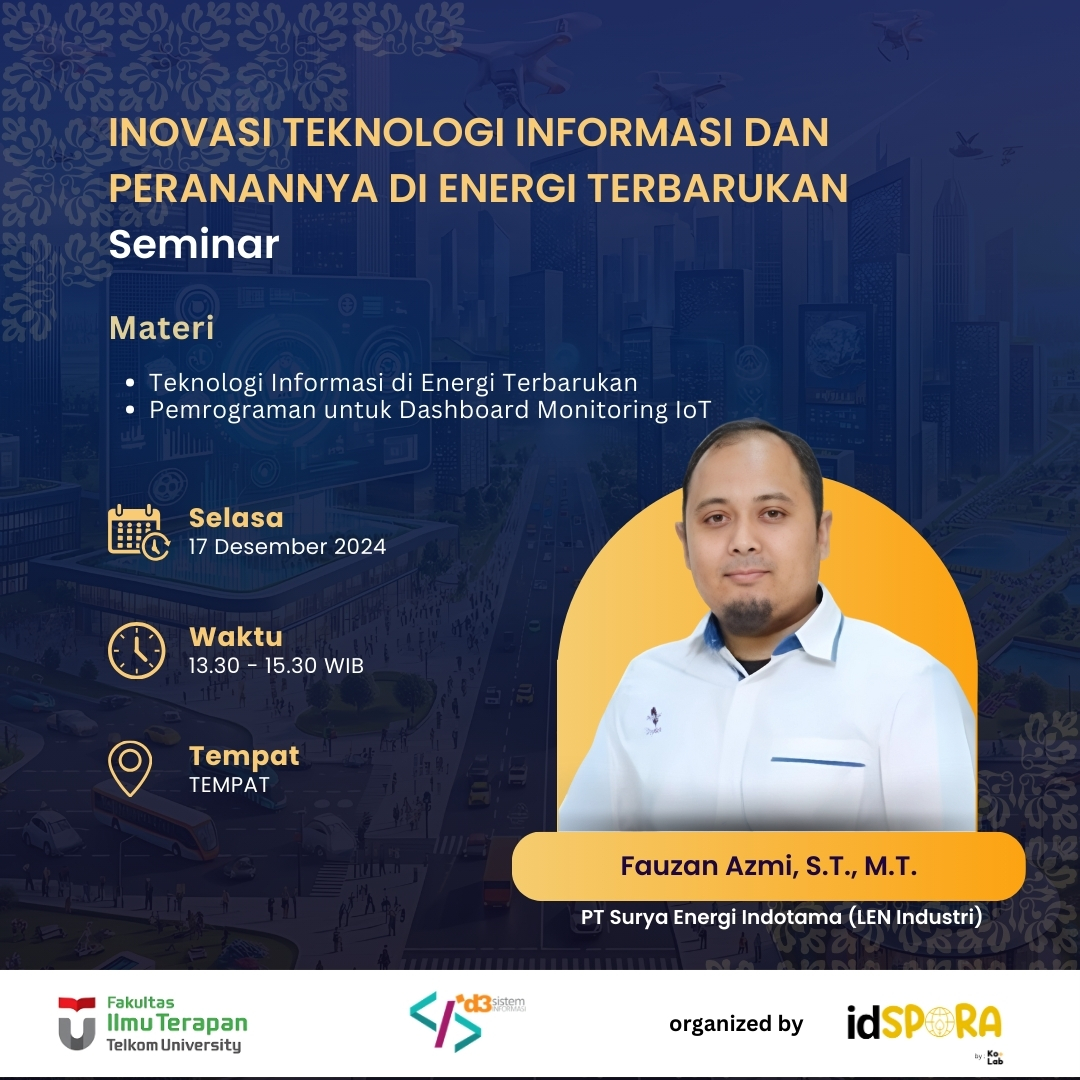 INOVASI TEKNOLOGI INFORMASI DAN
PERANANNYA DI ENERGI TERBARUKAN
Seminar
Materi
• Teknologi Informasi di Energi Terbarukan
• Pemrograman untuk Dashboard Monitoring IoT
Selasa
17 Desember 2024
Waktu
13.30 - 15.30 WIB
Tempat
TEMPAT
Fauzan Azmi, S.T., M.T.
PT Surya Energi Indotama (LEN Industri)
Fakultas
Ilmu Terapan
Telkom University
d3 sistem
INFORMASI
organized by
idSPORA
by : Ko
Lab